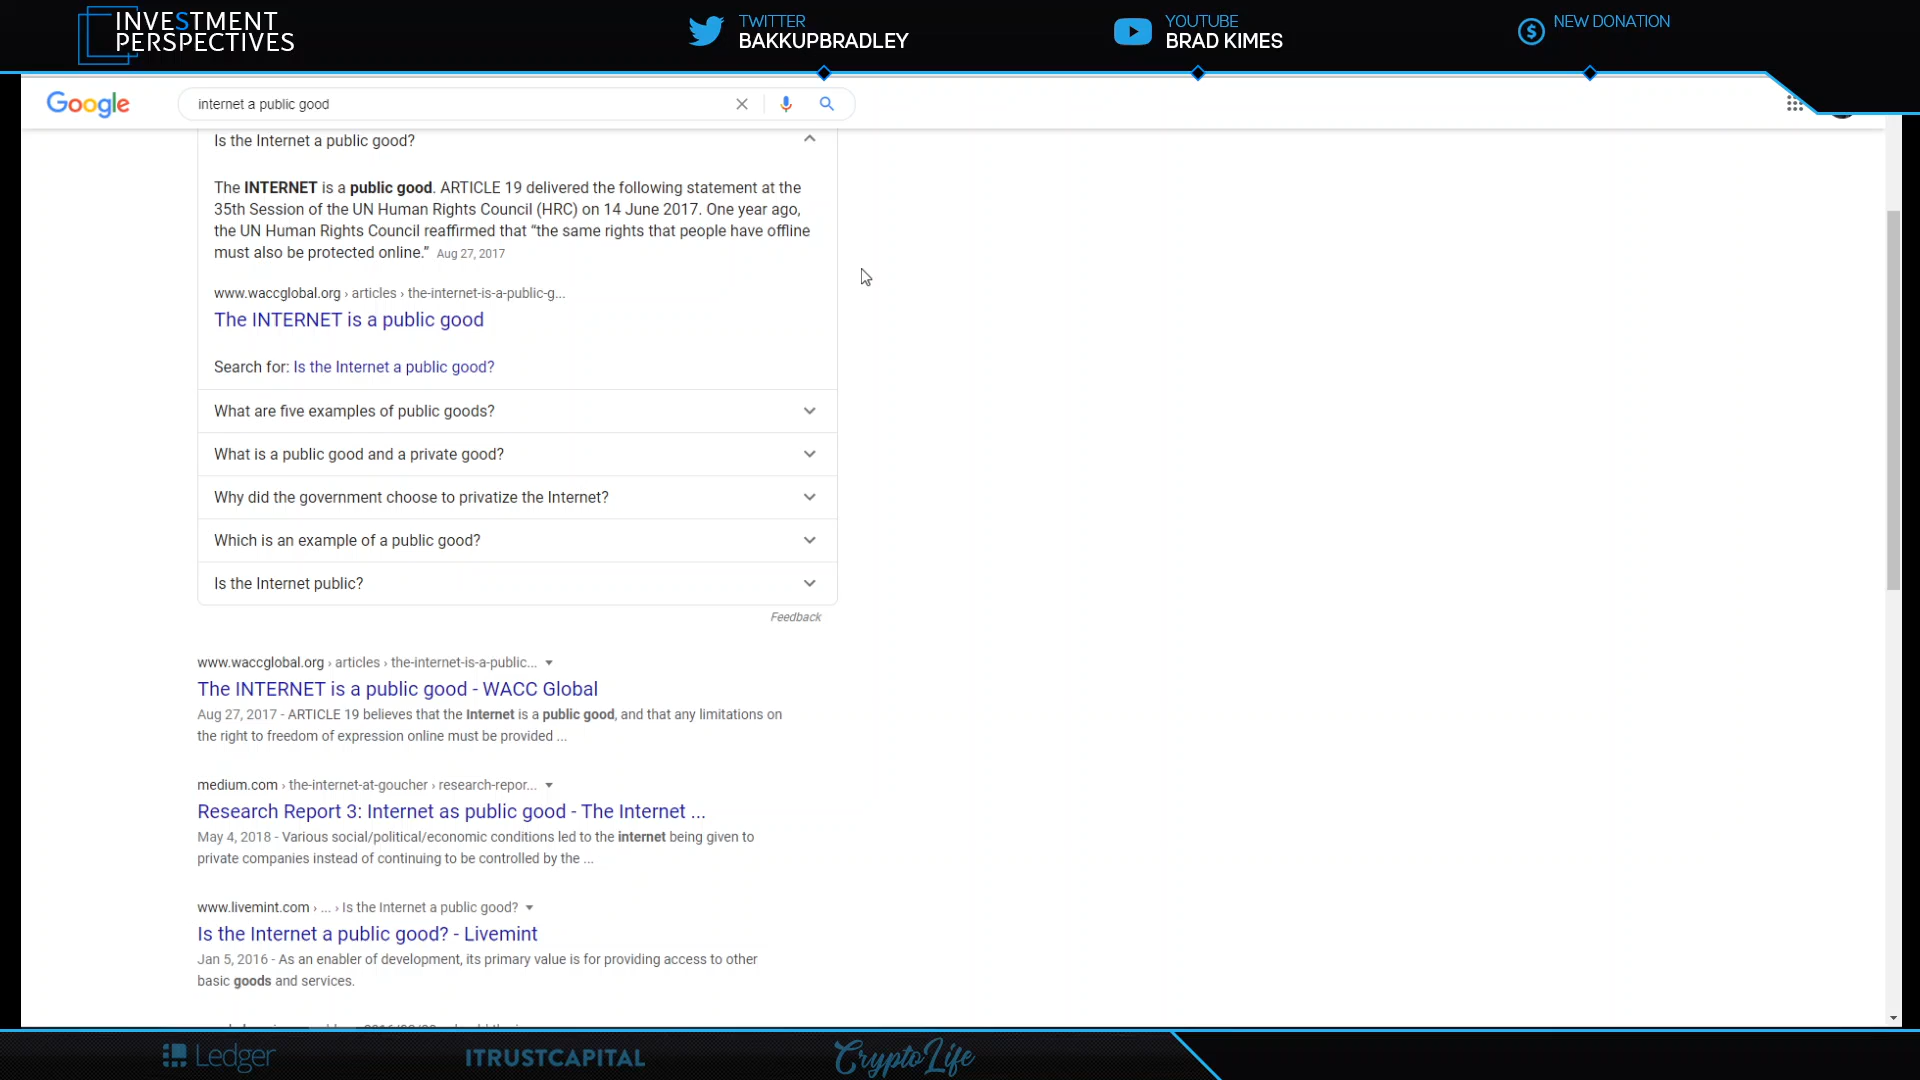 INVESTMENT
PERSPECTIVES
TWITTER
BAKKUPBRADLEY
YOUTUBE
BRAD KIMES
NEW DONATION
Google
internet a public good
Is the Internet a public good?
The INTERNET is a public good. ARTICLE 19 delivered the following statement at the
35th Session of the UN Human Rights Council (HRC) on 14 June 2017. One year ago,
the UN Human Rights Council reaffirmed that “the same rights that people have offline
must also be protected online.” Aug 27, 2017
www.waccglobal.org › articles › the-internet-is-a-public-g...
The INTERNET is a public good
Search for: Is the Internet a public good?
What are five examples of public goods?
What is a public good and a private good?
Why did the government choose to privatize the Internet?
Which is an example of a public good?
Is the Internet public?
Feedback
www.waccglobal.org › articles › the-internet-is-a-public...
The INTERNET is a public good - WACC Global
Aug 27, 2017 - ARTICLE 19 believes that the Internet is a public good, and that any limitations on
the right to freedom of expression online must be provided ...
medium.com › the-internet-at-goucher › research-repor...
Research Report 3: Internet as public good - The Internet ...
May 4, 2018 - Various social/political/economic conditions led to the internet being given to
private companies instead of continuing to be controlled by the ...
www.livemint.com › ... › Is the Internet a public good?
Is the Internet a public good? - Livemint
Jan 5, 2016 - As an enabler of development, its primary value is for providing access to other
basic goods and services.
Ledger
ITRUSTCAPITAL
CryptoLife